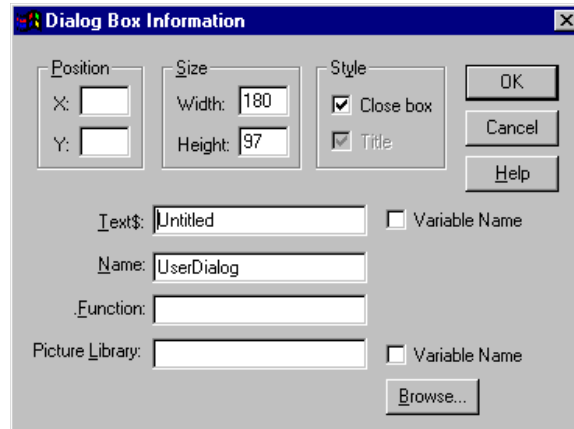 Dialog Box Information
Position
Size
Style
X:
Width: 180
Close box
OK
Y:
Height: 97
Title
Cancel
Help
Text$: Untitled
Variable Name
Name: UserDialog
.Function:
Picture Library:
Variable Name
Browse...